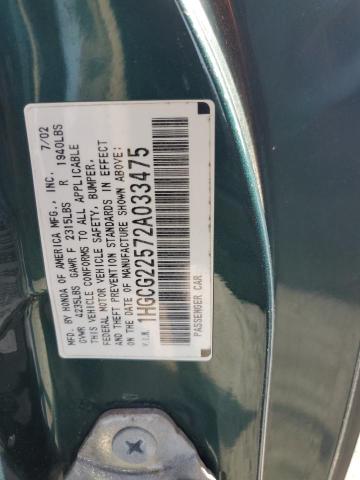 MFD. BY HONDA OF AMERICA MFG., INC. 7/02
GVWR 4235LBS GAWR F 2315LBS R 1940LBS
THIS VEHICLE CONFORMS TO ALL APPLICABLE
FEDERAL MOTOR VEHICLE SAFETY, BUMPER,
AND THEFT PREVENTION STANDARDS IN EFFECT
ON THE DATE OF MANUFACTURE SHOWN ABOVE.
V.I.N. 1HGCG22572A033475
PASSENGER CAR